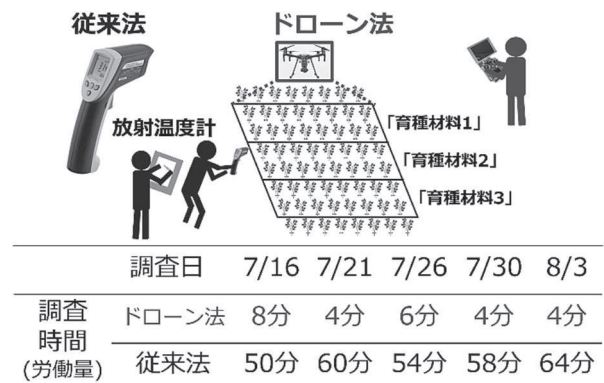 従来法
ドローン法
放射温度計
「育種材料1」
「育種材料2」
「育種材料3」
調査日 7/16 7/21 7/26 7/30 8/3
調査時間(労働量)
ドローン法 8分 4分 6分 4分 4分
従来法 50分 60分 54分 58分 64分